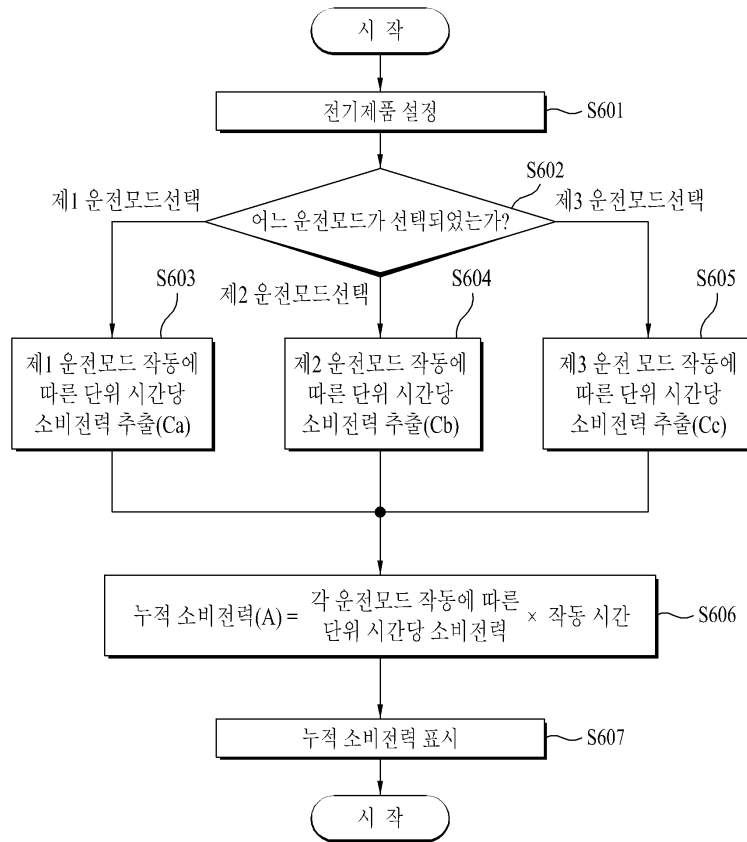 시 작
전기제품 설정
S601
S602
제1 운전모드선택
어느 운전모드가 선택되었는가?
제3 운전모드선택
제2 운전모드선택
S603
제1 운전모드 작동에
따른 단위 시간당
소비전력 추출(Ca)
S604
제2 운전모드 작동에
따른 단위 시간당
소비전력 추출(Cb)
S605
제3 운전 모드 작동에
따른 단위 시간당
소비전력 추출(Cc)
누적 소비전력(A) = 각 운전모드 작동에 따른
단위 시간당 소비전력 × 작동 시간
S606
누적 소비전력 표시
S607
시 작